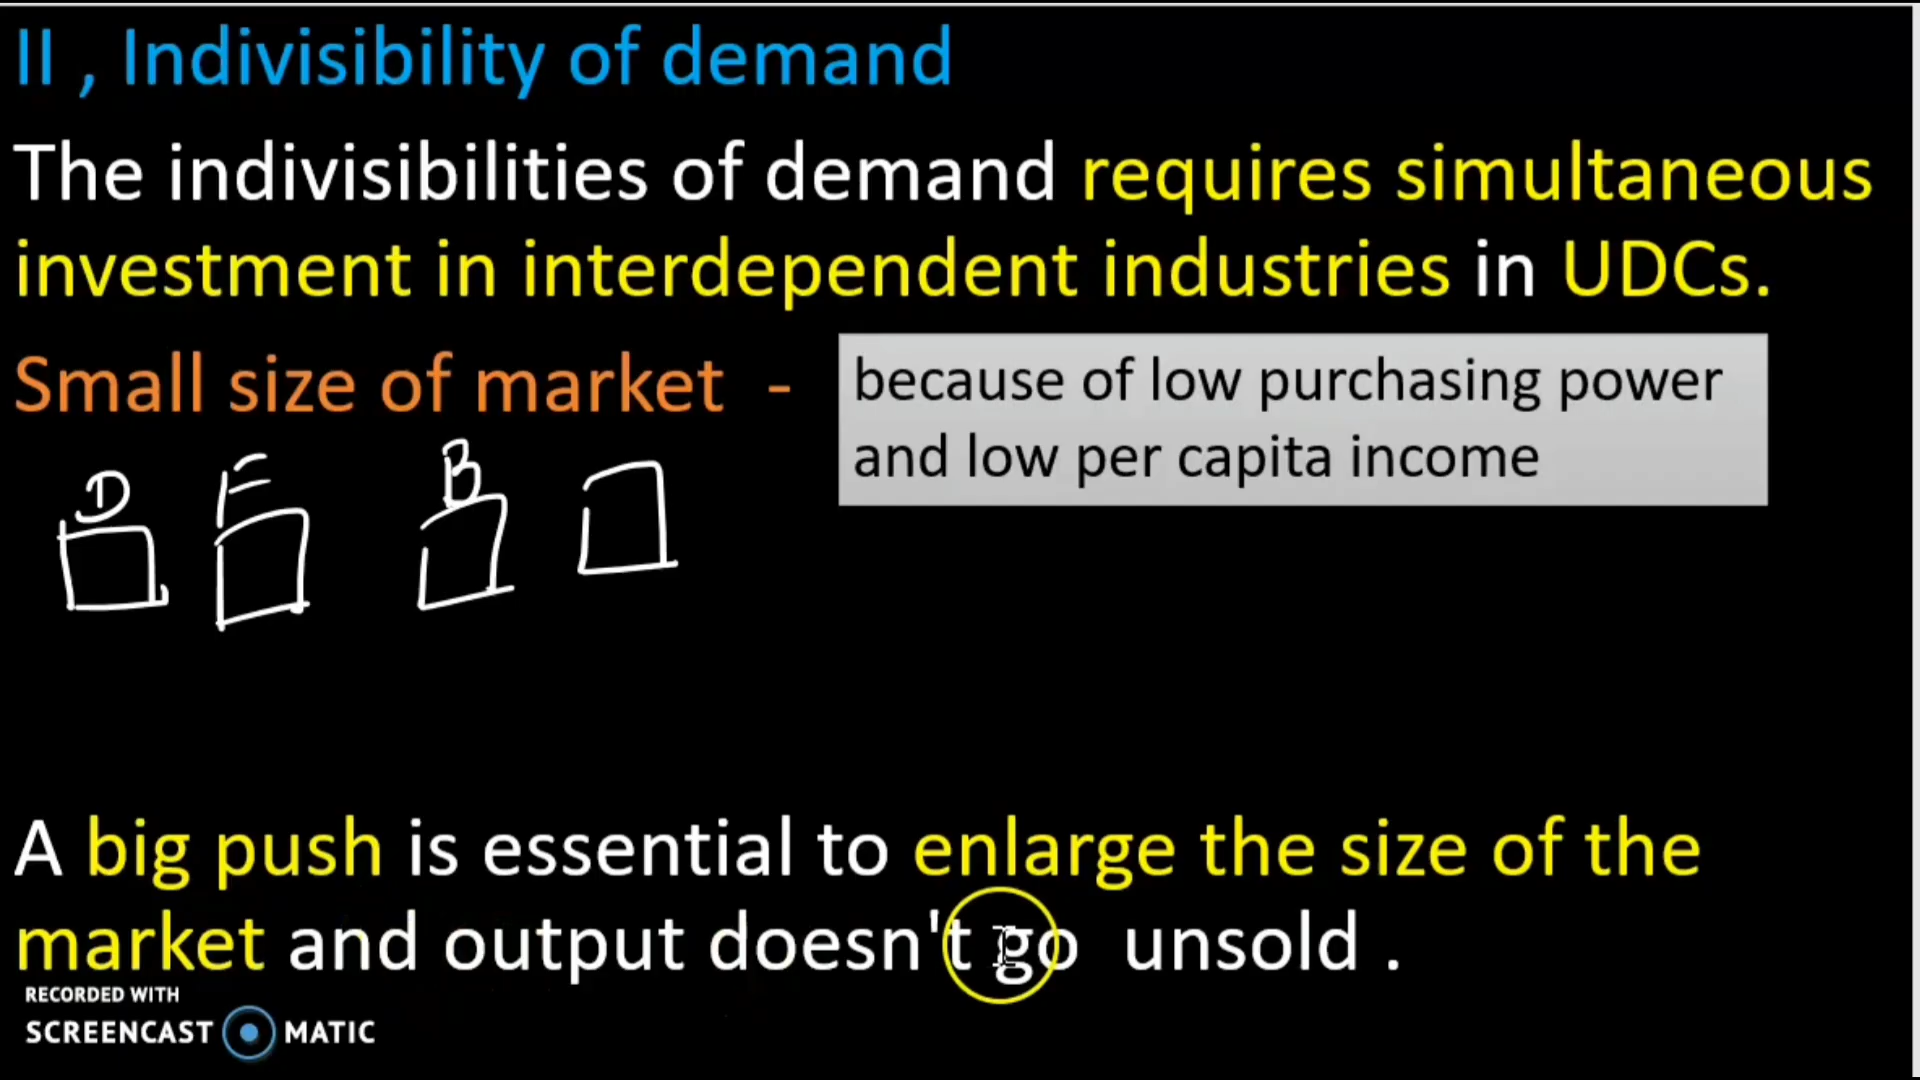 II , Indivisibility of demand
The indivisibilities of demand requires simultaneous
investment in interdependent industries in UDCs.
Small size of market -
because of low purchasing power
and low per capita income
D F B
A big push is essential to enlarge the size of the
market and output doesn't go unsold .
RECORDED WITH
SCREENCAST MATIC